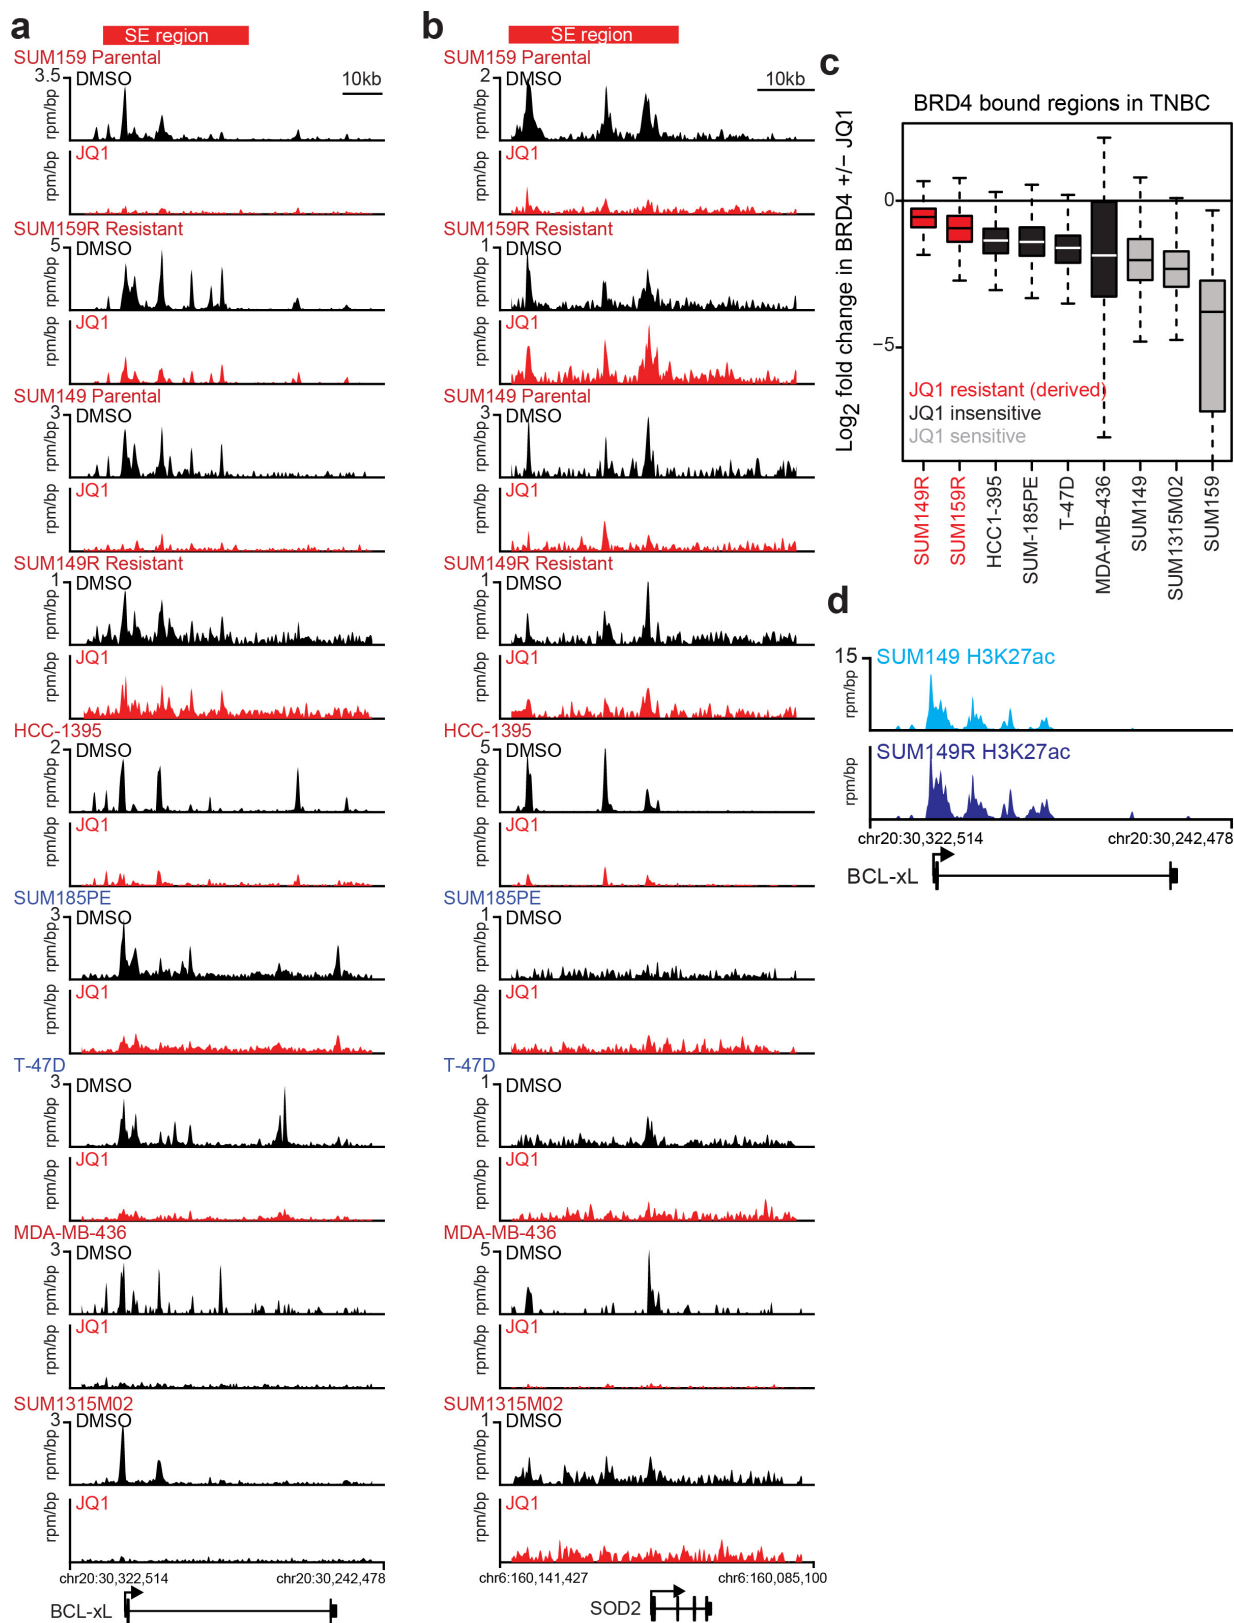 a
SE region
SUM159 Parental
3.5
DMSO
10kb
rpm/bp
JQ1
rpm/bp
SUM159R Resistant
5
DMSO
rpm/bp
JQ1
rpm/bp
SUM149 Parental
3
DMSO
rpm/bp
JQ1
rpm/bp
SUM149R Resistant
1
DMSO
rpm/bp
JQ1
rpm/bp
HCC-1395
2
DMSO
rpm/bp
JQ1
rpm/bp
SUM185PE
3
DMSO
rpm/bp
JQ1
rpm/bp
T-47D
3
DMSO
rpm/bp
JQ1
rpm/bp
MDA-MB-436
3
DMSO
rpm/bp
JQ1
rpm/bp
SUM1315M02
3
DMSO
rpm/bp
JQ1
rpm/bp
chr20:30,322,514
chr20:30,242,478
BCL-xL
b
SE region
SUM159 Parental
2
DMSO
10kb
rpm/bp
JQ1
rpm/bp
SUM159R Resistant
1
DMSO
rpm/bp
JQ1
rpm/bp
SUM149 Parental
3
DMSO
rpm/bp
JQ1
rpm/bp
SUM149R Resistant
1
DMSO
rpm/bp
JQ1
rpm/bp
HCC-1395
5
DMSO
rpm/bp
JQ1
rpm/bp
SUM185PE
1
DMSO
rpm/bp
JQ1
rpm/bp
T-47D
1
DMSO
rpm/bp
JQ1
rpm/bp
MDA-MB-436
5
DMSO
rpm/bp
JQ1
rpm/bp
SUM1315M02
1
DMSO
rpm/bp
JQ1
rpm/bp
chr6:160,141,427
chr6:160,085,100
SOD2
c
BRD4 bound regions in TNBC
Log2 fold change in BRD4 +/− JQ1
0
−5
JQ1 resistant (derived)
JQ1 insensitive
JQ1 sensitive
SUM149R
SUM159R
HCC1-395
SUM-185PE
T-47D
MDA-MB-436
SUM149
SUM1315M02
SUM159
d
15
SUM149 H3K27ac
rpm/bp
SUM149R H3K27ac
rpm/bp
chr20:30,322,514
chr20:30,242,478
BCL-xL